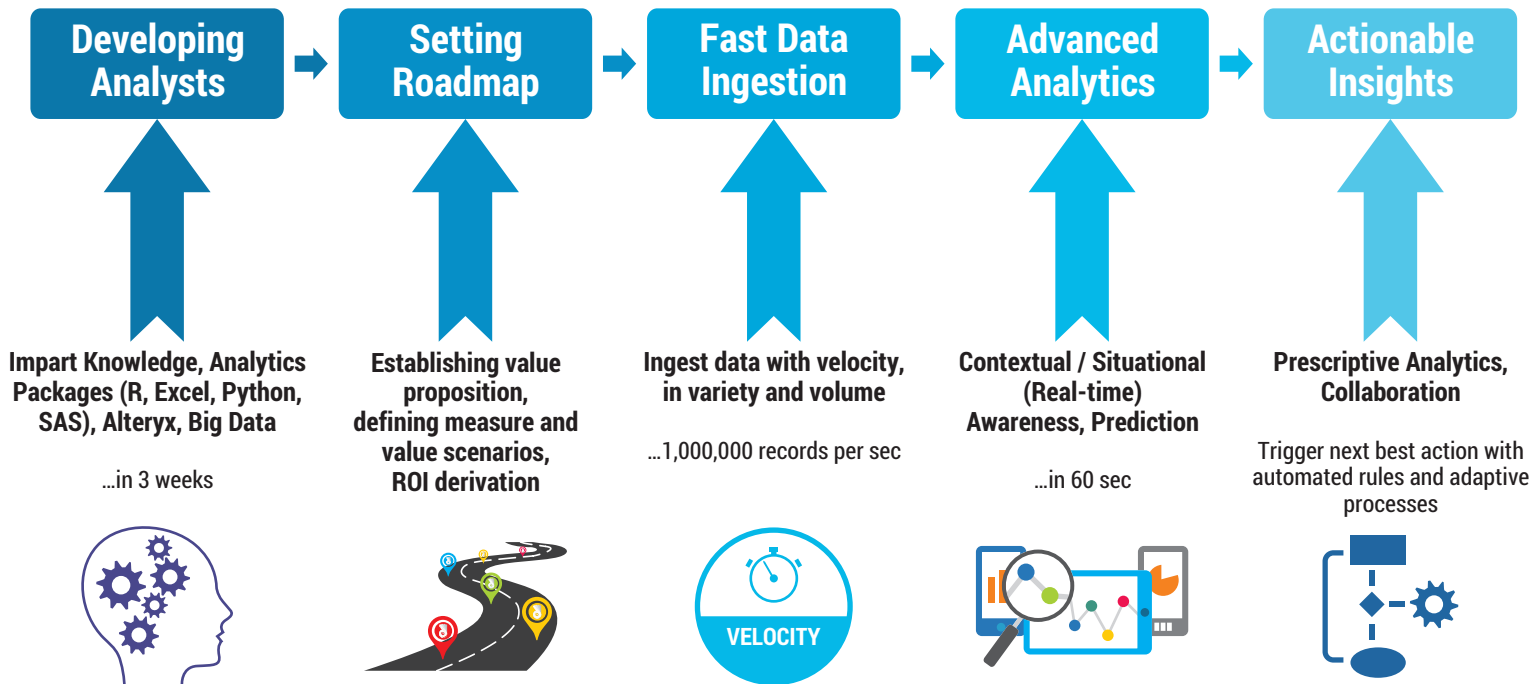 Developing
Analysts
Setting
Roadmap
Fast Data
Ingestion
Advanced
Analytics
Actionable
Insights
Impart Knowledge, Analytics
Packages (R, Excel, Python,
SAS), Alteryx, Big Data
…in 3 weeks
Establishing value
proposition,
defining measure and
value scenarios,
ROI derivation
Ingest data with velocity,
in variety and volume
…1,000,000 records per sec
VELOCITY
Contextual / Situational
(Real-time)
Awareness, Prediction
…in 60 sec
Prescriptive Analytics,
Collaboration
Trigger next best action with
automated rules and adaptive
processes